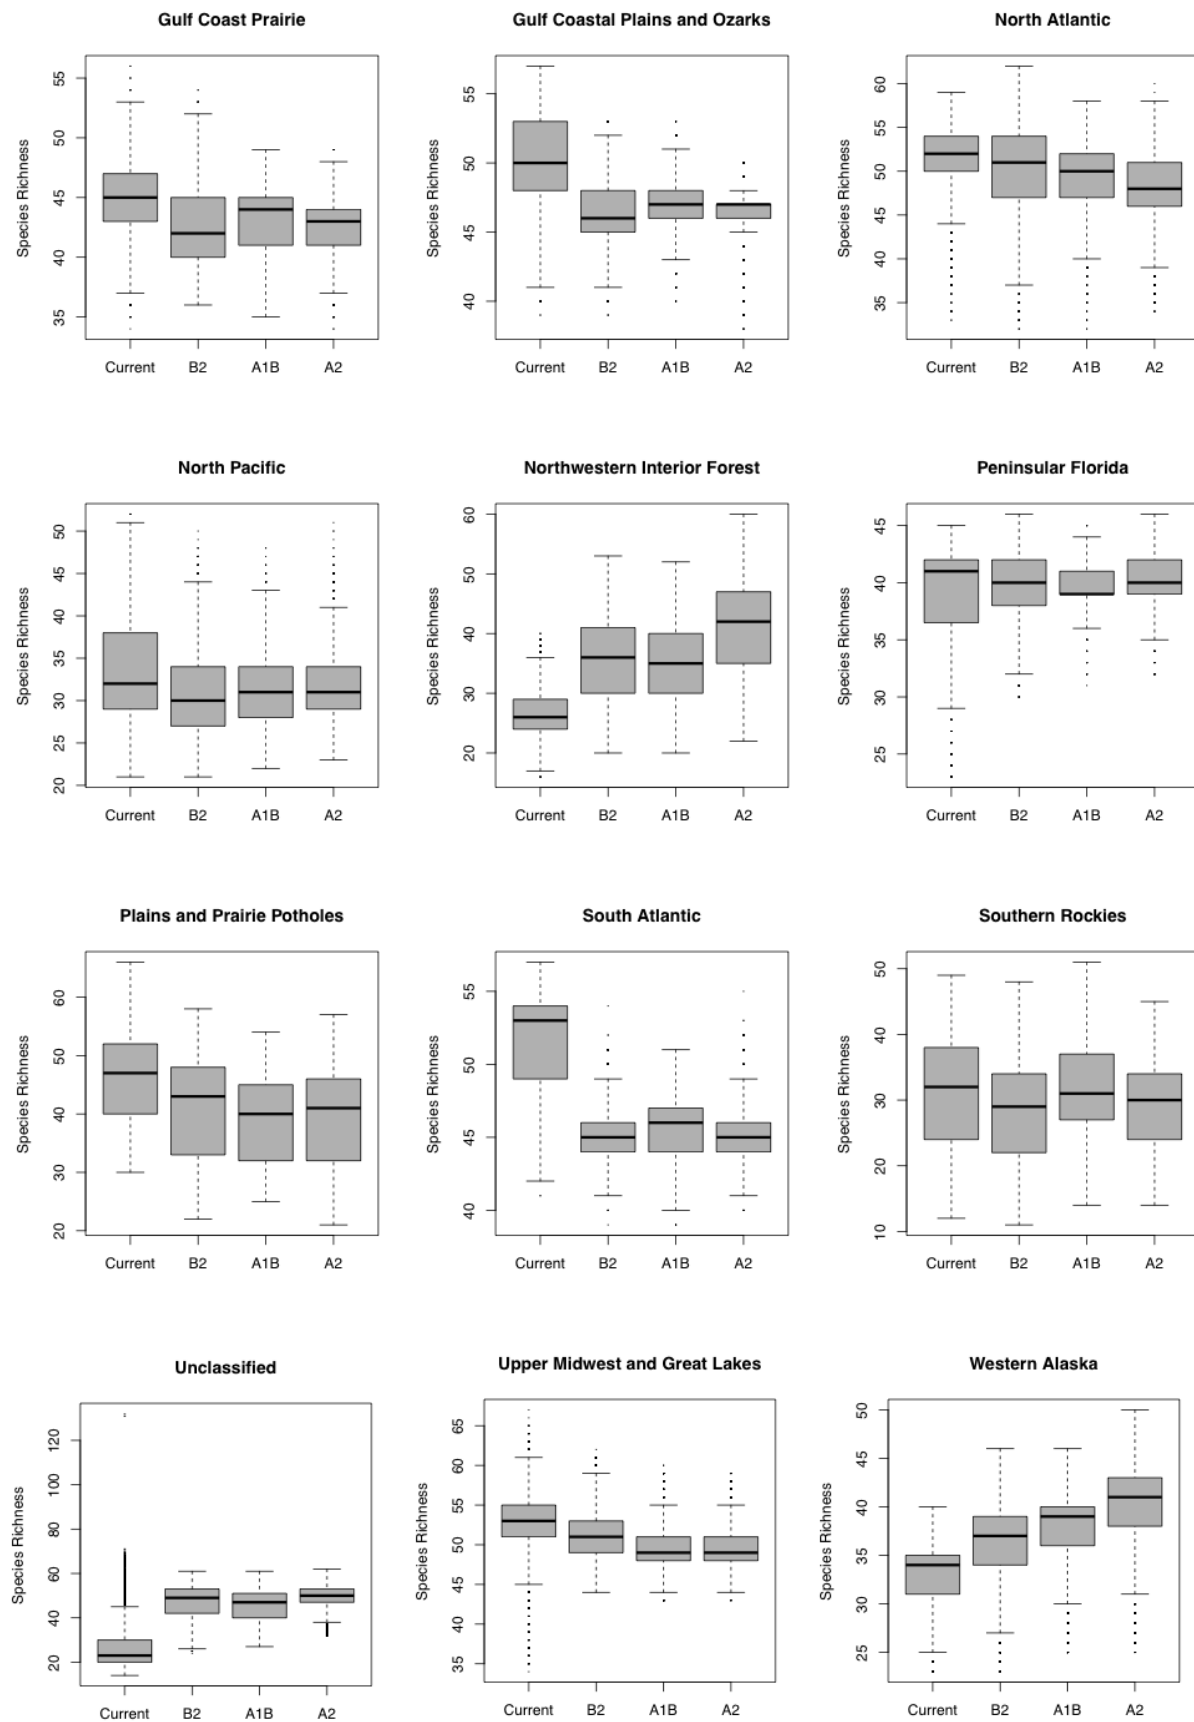 Gulf Coast Prairie
Species Richness
55
50
45
40
35
Current B2 A1B A2
Gulf Coastal Plains and Ozarks
Species Richness
55
50
45
40
Current B2 A1B A2
North Atlantic
Species Richness
60
55
50
45
40
35
Current B2 A1B A2
North Pacific
Species Richness
50
45
40
35
30
25
20
Current B2 A1B A2
Northwestern Interior Forest
Species Richness
60
50
40
30
20
Current B2 A1B A2
Peninsular Florida
Species Richness
45
40
35
30
25
Current B2 A1B A2
Plains and Prairie Potholes
Species Richness
60
50
40
30
20
Current B2 A1B A2
South Atlantic
Species Richness
55
50
45
40
Current B2 A1B A2
Southern Rockies
Species Richness
50
40
30
20
10
Current B2 A1B A2
Unclassified
Species Richness
120
100
80
60
40
20
Current B2 A1B A2
Upper Midwest and Great Lakes
Species Richness
65
60
55
50
45
40
35
Current B2 A1B A2
Western Alaska
Species Richness
50
45
40
35
30
25
Current B2 A1B A2